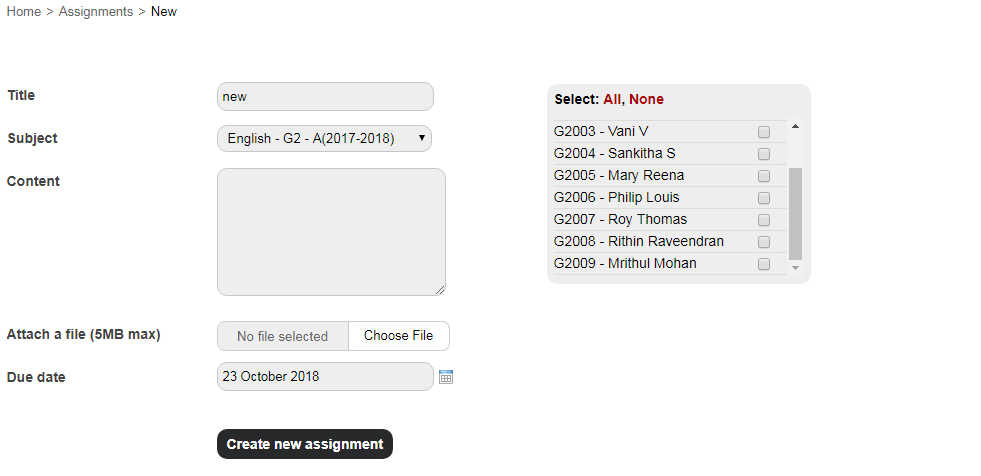 Home > Assignments > New
Title
new
Subject
English - G2 - A(2017-2018)
Content
Attach a file (5MB max)
No file selected
Choose File
Due date
23 October 2018
Create new assignment
Select: All, None
G2003 - Vani V
G2004 - Sankitha S
G2005 - Mary Reena
G2006 - Philip Louis
G2007 - Roy Thomas
G2008 - Rithin Raveendran
G2009 - Mrithul Mohan